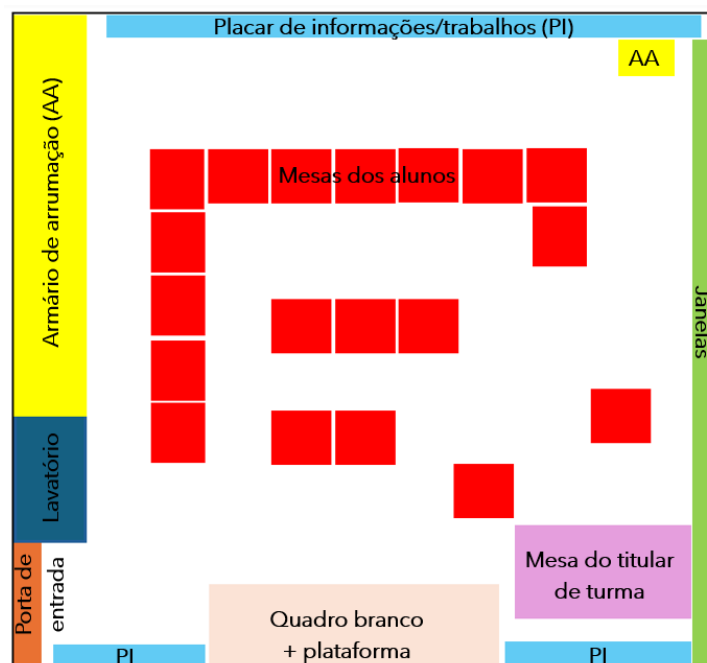 Placar de informações/trabalhos (PI)
AA
Armário de arrumação (AA)
Mesas dos alunos
Janelas
Lavatório
Porta de
entrada
Mesa do titular
de turma
Quadro branco
+ plataforma
PI
PI